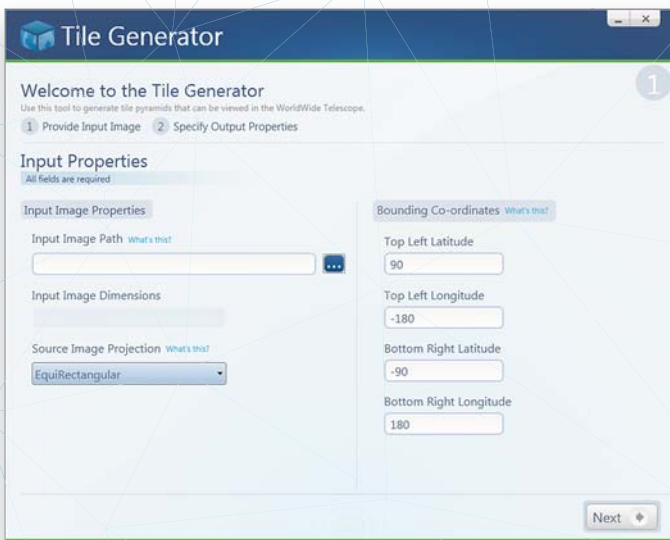 Tile Generator
Welcome to the Tile Generator
Use this tool to generate tile pyramids that can be viewed in the WorldWide Telescope.
1 Provide Input Image 2 Specify Output Properties
1
Input Properties
All fields are required
Input Image Properties
Input Image Path What's this?
...
Input Image Dimensions
Source Image Projection What's this?
EquiRectangular
Bounding Co-ordinates What's this?
Top Left Latitude
90
Top Left Longitude
-180
Bottom Right Latitude
-90
Bottom Right Longitude
180
Next